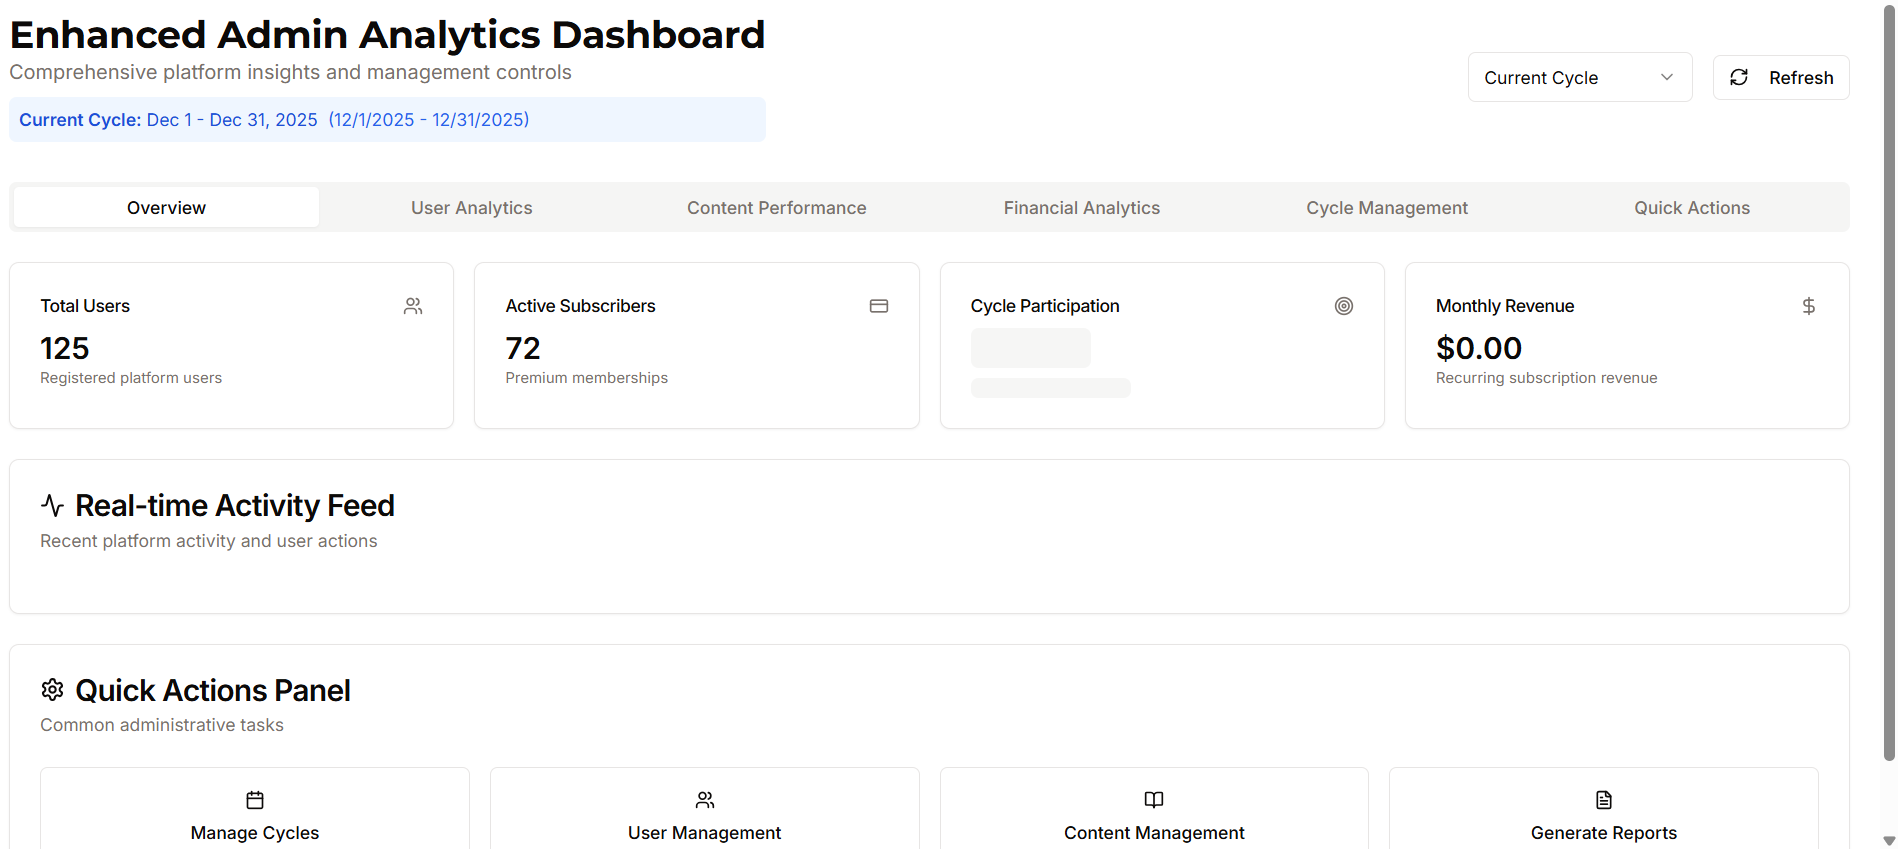 Enhanced Admin Analytics Dashboard
Comprehensive platform insights and management controls
Current Cycle
Refresh
Current Cycle: Dec 1 - Dec 31, 2025 (12/1/2025 - 12/31/2025)
Overview
User Analytics
Content Performance
Financial Analytics
Cycle Management
Quick Actions
Total Users
125
Registered platform users
Active Subscribers
72
Premium memberships
Cycle Participation
Monthly Revenue
$0.00
Recurring subscription revenue
Real-time Activity Feed
Recent platform activity and user actions
Quick Actions Panel
Common administrative tasks
Manage Cycles
User Management
Content Management
Generate Reports